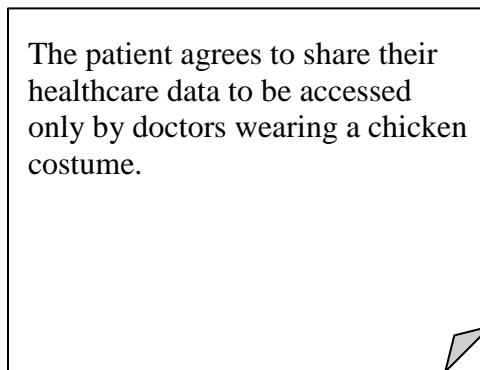 The patient agrees to share their
healthcare data to be accessed
only by doctors wearing a chicken
costume.